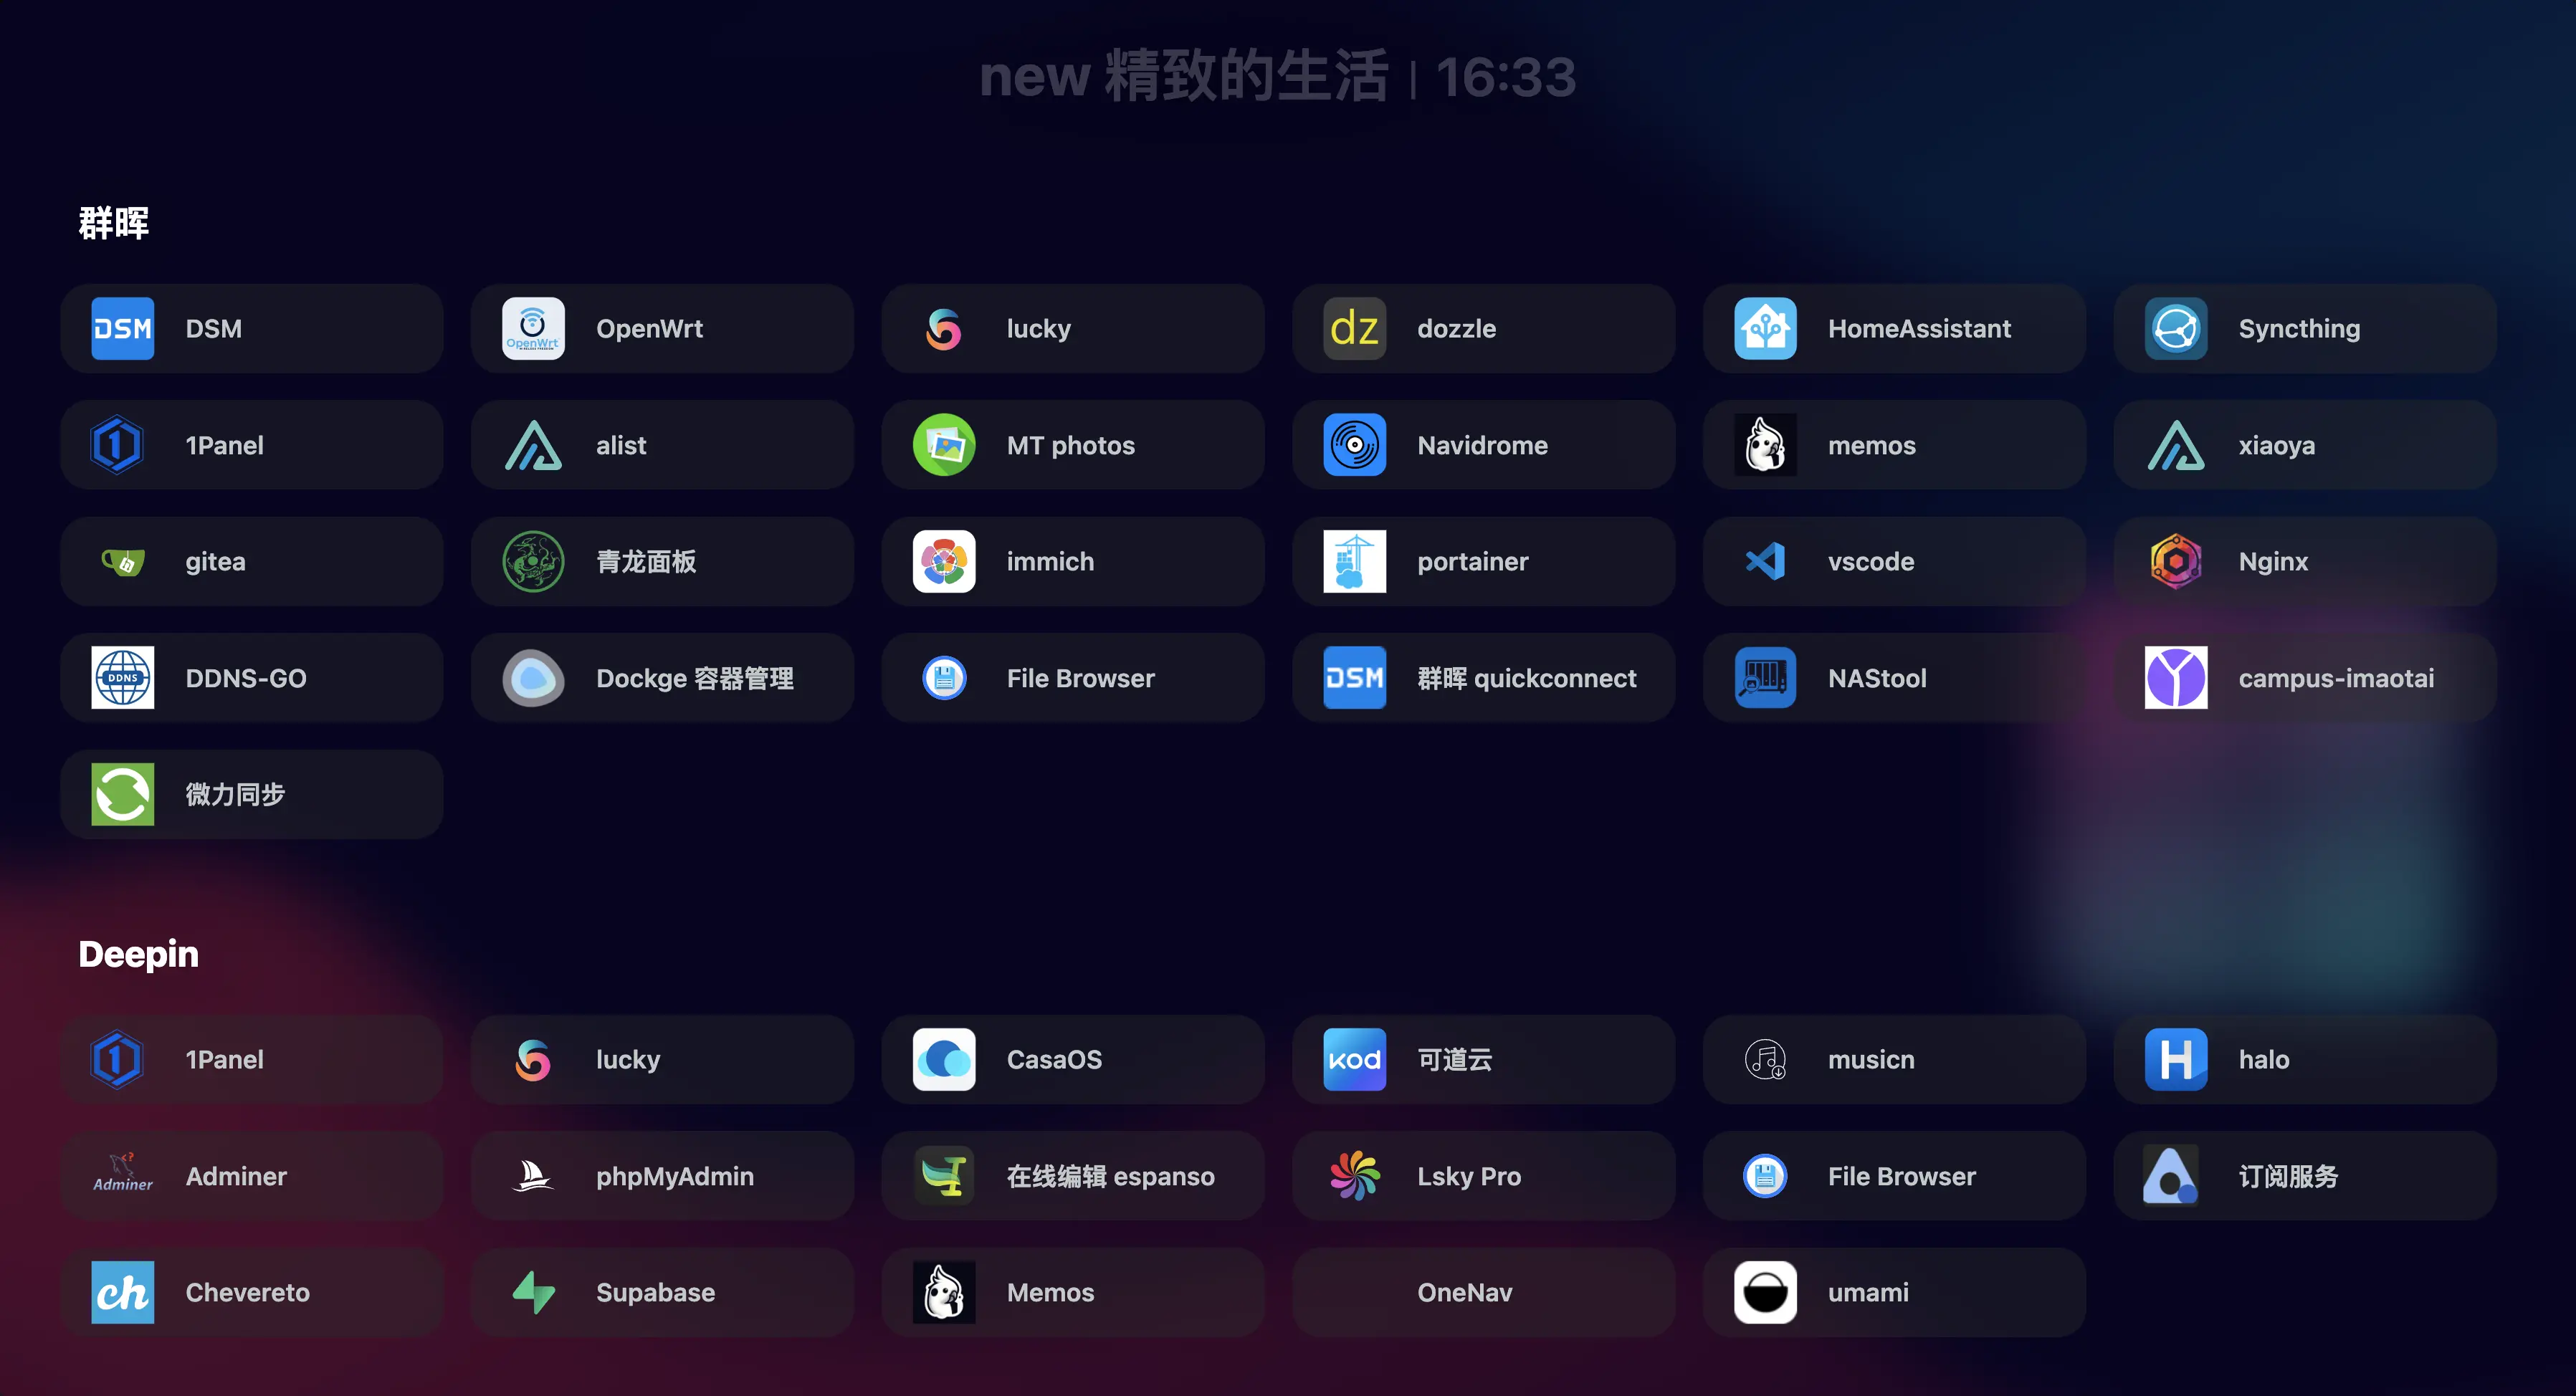 new 精致的生活 | 16:33
群晖
DSM DSM
OpenWrt OpenWrt
lucky
dz dozzle
HomeAssistant
Syncthing
1 1Panel
alist
MT photos
Navidrome
memos
xiaoya
gitea
青龙面板
immich
portainer
vscode
Nginx
DDNS DDNS-GO
Dockge 容器管理
File Browser
DSM 群晖 quickconnect
NAStool
campus-imaotai
微力同步
Deepin
1 1Panel
lucky
CasaOS
kod 可道云
musicn
H halo
Adminer Adminer
phpMyAdmin
在线编辑 espanso
Lsky Pro
File Browser
订阅服务
ch Chevereto
Supabase
Memos
OneNav
umami